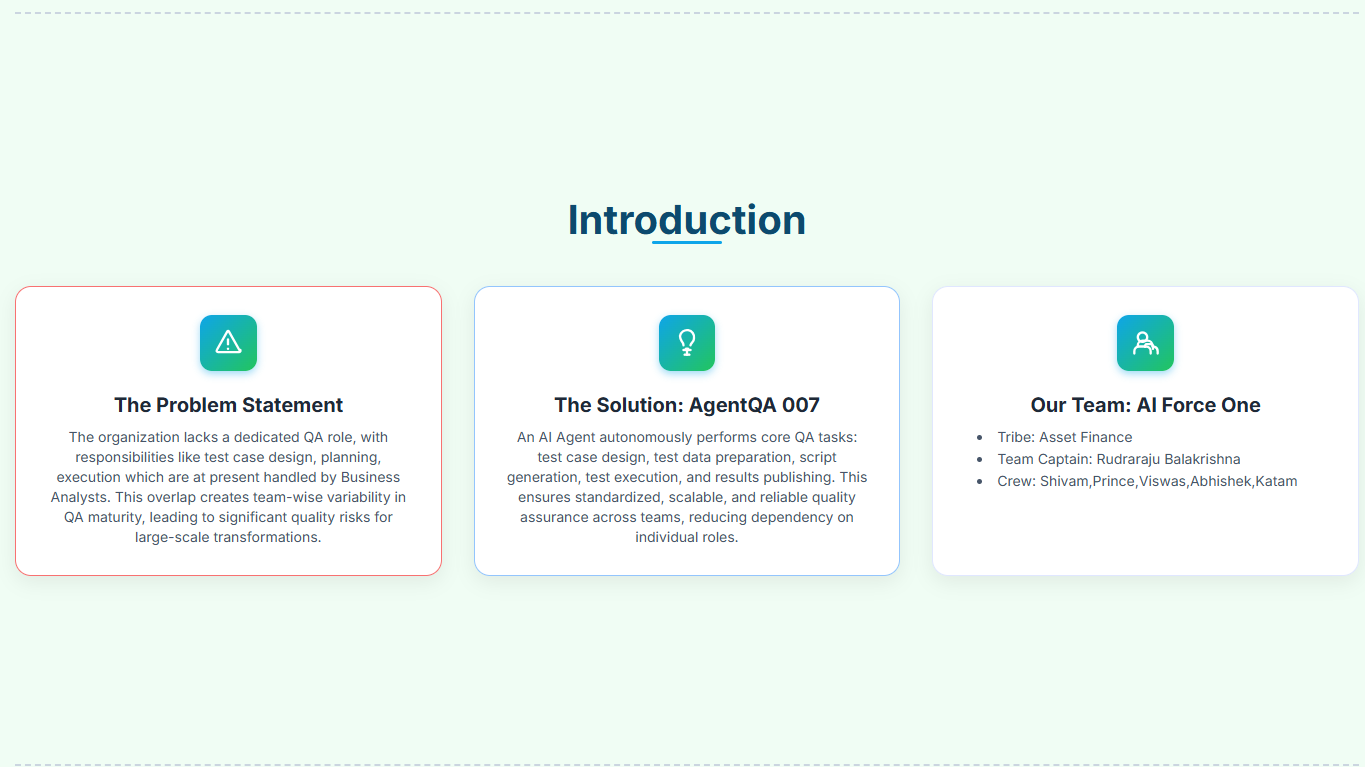 Introduction
The Problem Statement
The organization lacks a dedicated QA role, with
responsibilities like test case design, planning,
execution which are at present handled by Business
Analysts. This overlap creates team-wise variability in
QA maturity, leading to significant quality risks for
large-scale transformations.
The Solution: AgentQA 007
An AI Agent autonomously performs core QA tasks:
test case design, test data preparation, script
generation, test execution, and results publishing. This
ensures standardized, scalable, and reliable quality
assurance across teams, reducing dependency on
individual roles.
Our Team: AI Force One
• Tribe: Asset Finance
• Team Captain: Rudraraju Balakrishna
• Crew: Shivam,Prince,Viswas,Abhishek,Katam